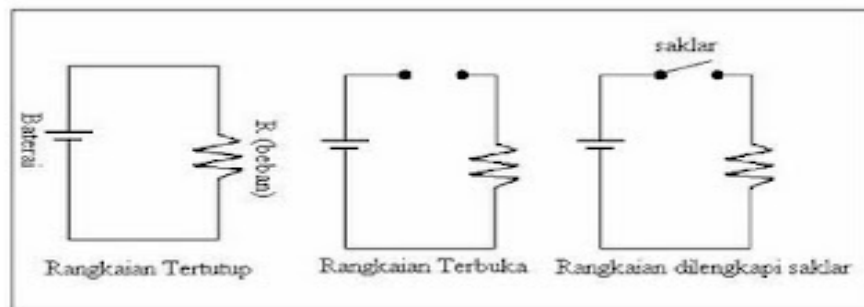 saklar
Baterai
R (beban)
Rangkaian Tertutup
Rangkaian Terbuka
Rangkaian dilengkapi saklar